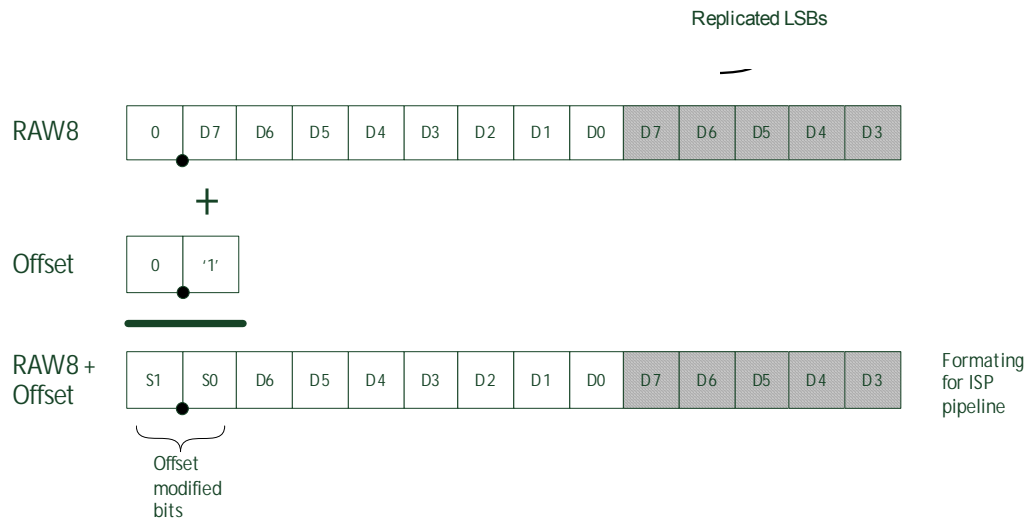 Replicated LSBs
RAW8 0 D7 D6 D5 D4 D3 D2 D1 D0 D7 D6 D5 D4 D3
+
Offset 0 '1'
RAW8 +
Offset
S1 S0 D6 D5 D4 D3 D2 D1 D0 D7 D6 D5 D4 D3
Formating
for ISP
pipeline
Offset
modified
bits